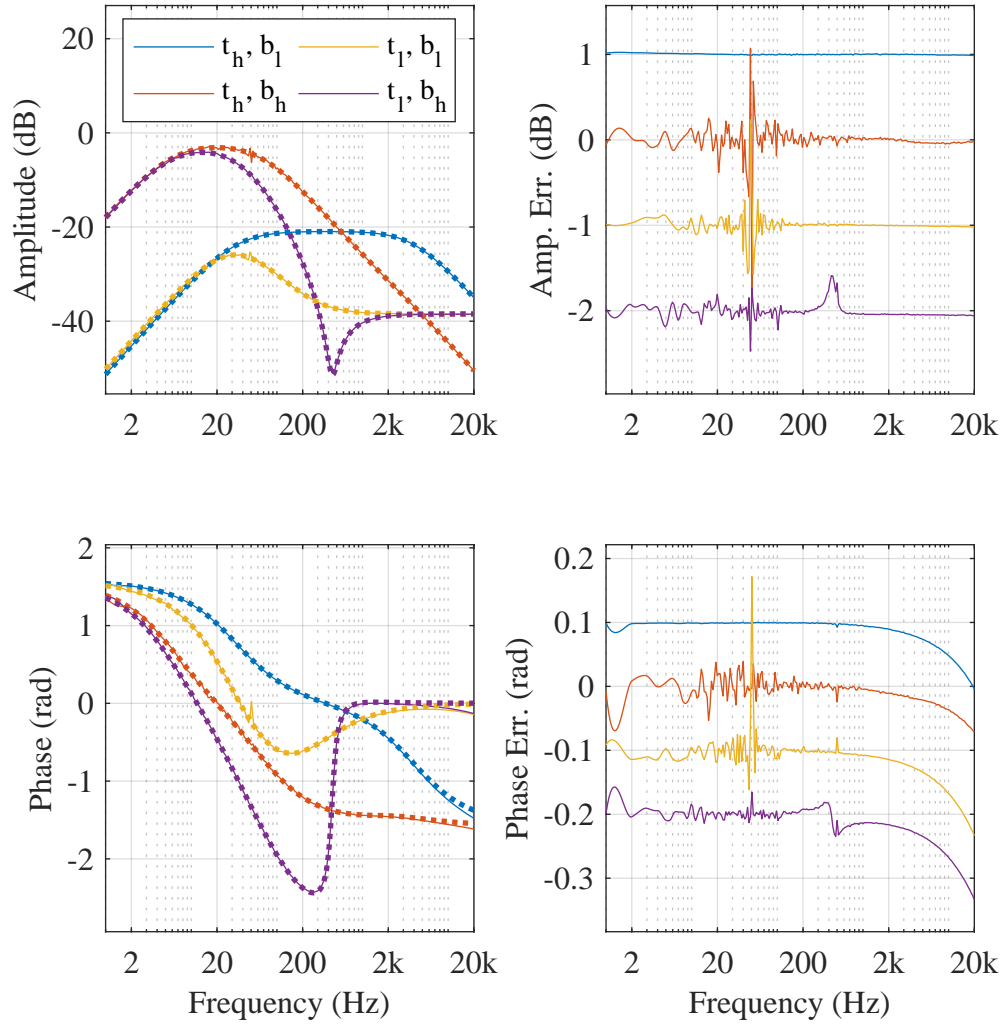 20
0
-20
-40
Amplitude (dB)
t_h, b_l
t_l, b_l
t_h, b_h
t_l, b_h
2 20 200 2k 20k
1
0
-1
-2
Amp. Err. (dB)
2 20 200 2k 20k
2
1
0
-1
-2
Phase (rad)
2 20 200 2k 20k
Frequency (Hz)
0.2
0.1
0
-0.1
-0.2
-0.3
Phase Err. (rad)
2 20 200 2k 20k
Frequency (Hz)